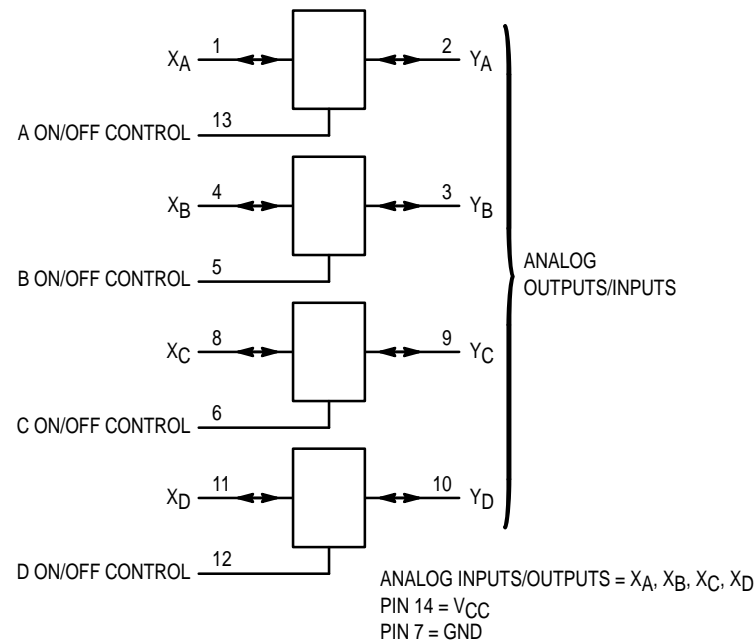 1 2
XA YA
13
A ON/OFF CONTROL
4 3
XB YB
5
B ON/OFF CONTROL
ANALOG
OUTPUTS/INPUTS
8 9
XC YC
6
C ON/OFF CONTROL
11 10
XD YD
12
D ON/OFF CONTROL
ANALOG INPUTS/OUTPUTS = XA, XB, XC, XD
PIN 14 = VCC
PIN 7 = GND